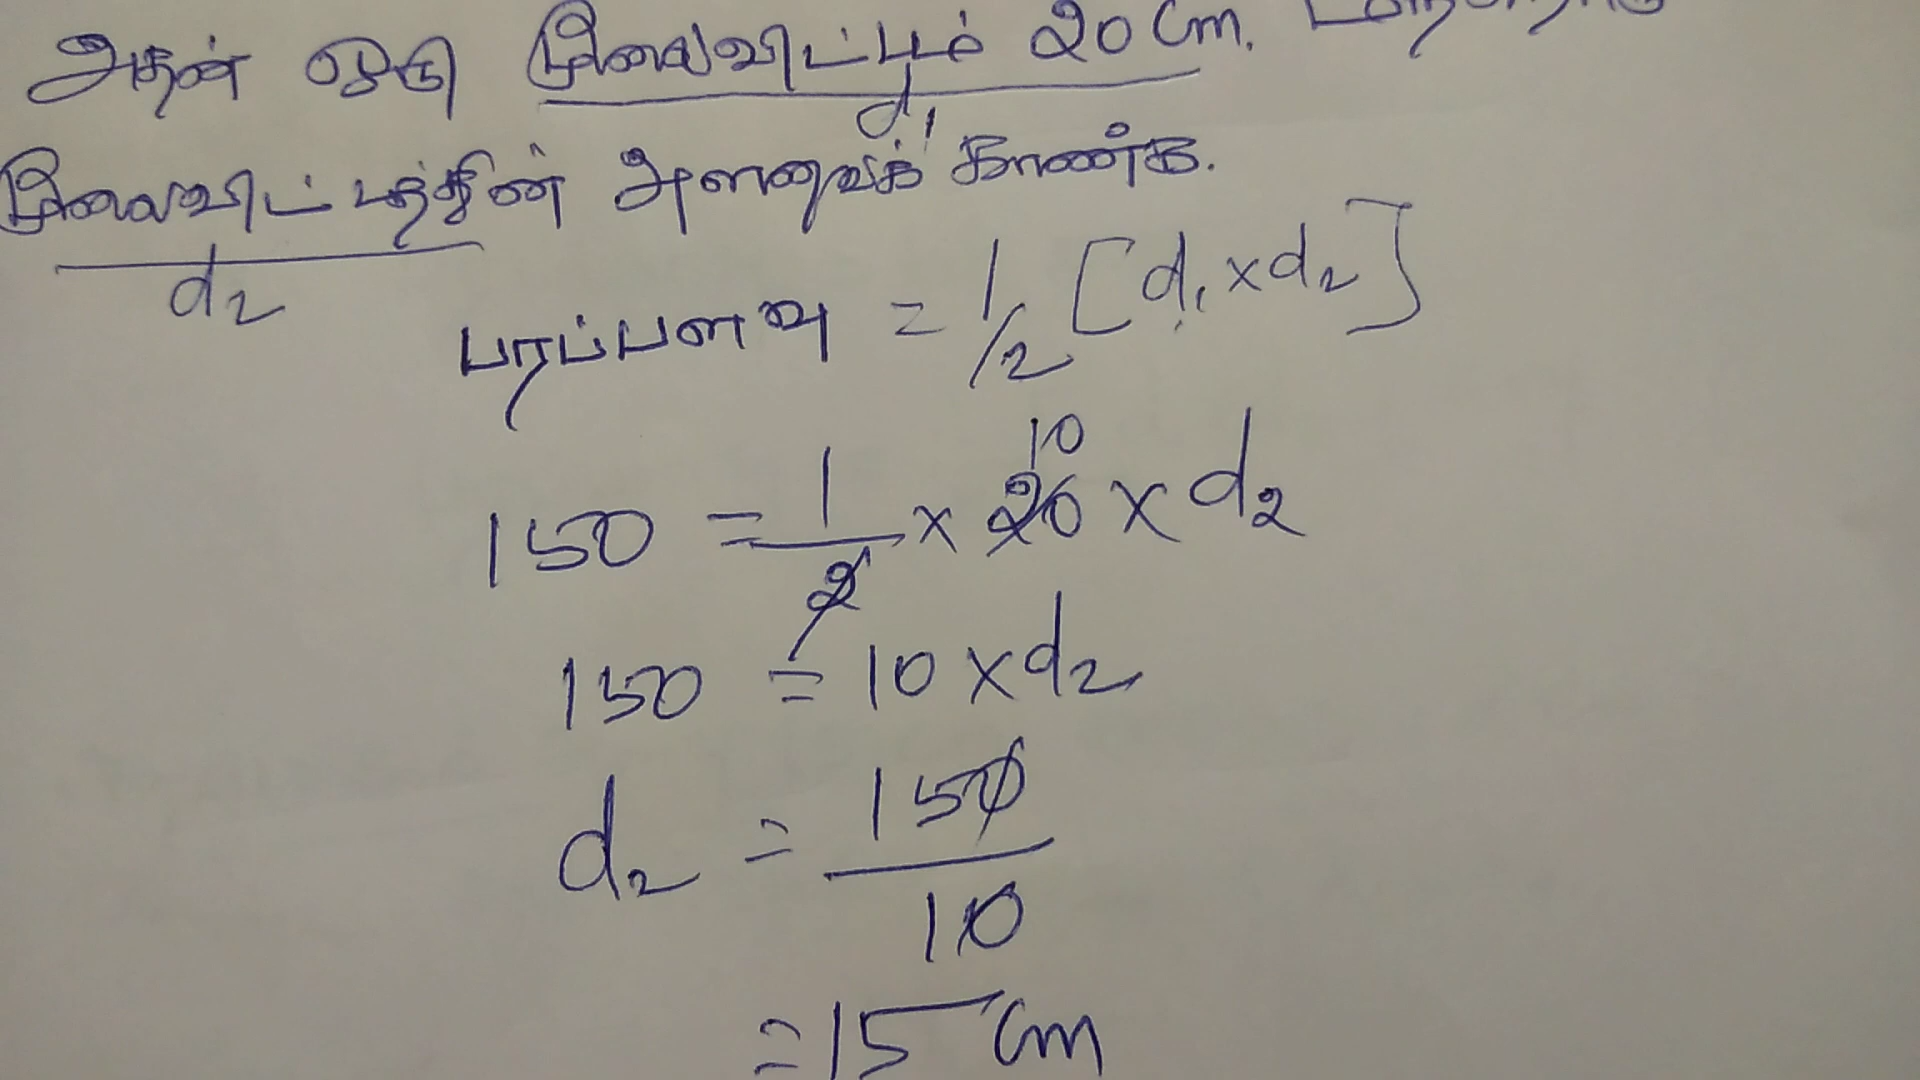 அதன் ஒரு மூலைவிட்டம் 20 cm.
d1
மூலைவிட்டத்தின் அளவைக் காண்க.
d2
பரப்பளவு = 1/2 [d1 x d2]
10
150 = 1/2 x 20 x d2
150 = 10 x d2
d2 = 150/10
= 15 cm